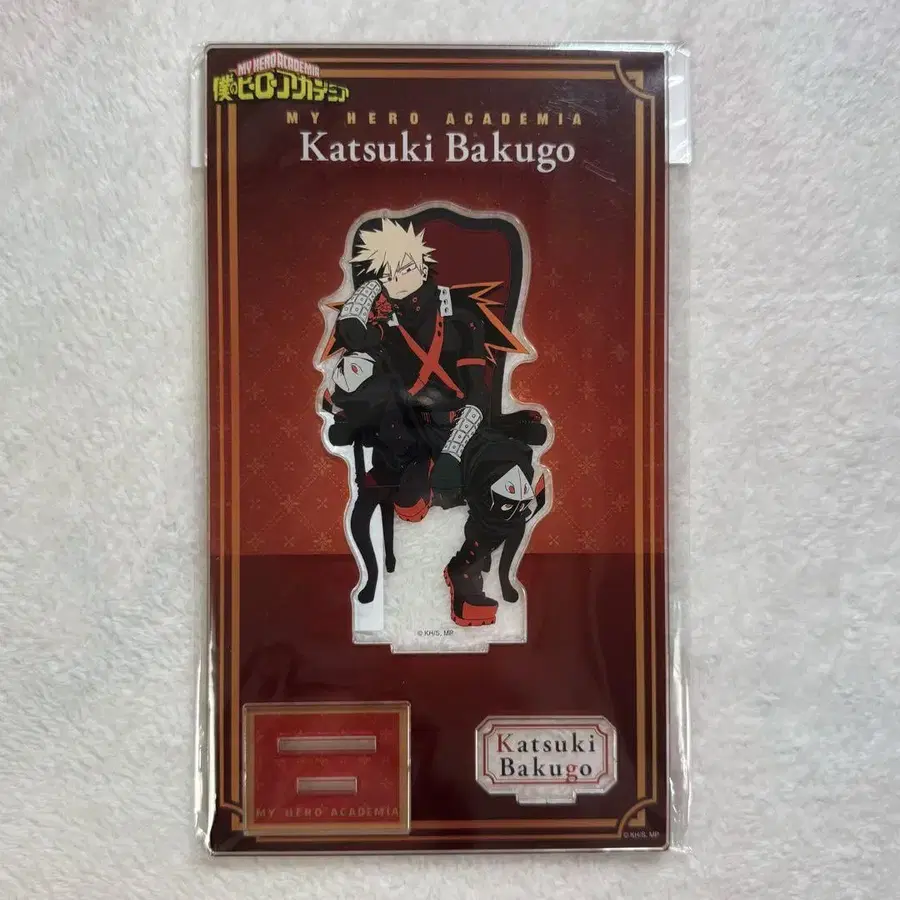 MY HERO ACADEMIA
僕のヒーローアカデミア
MY HERO ACADEMIA
Katsuki Bakugo
© KH/S, MP
MY HERO ACADEMIA
Katsuki
Bakugo
© KH/S, MP